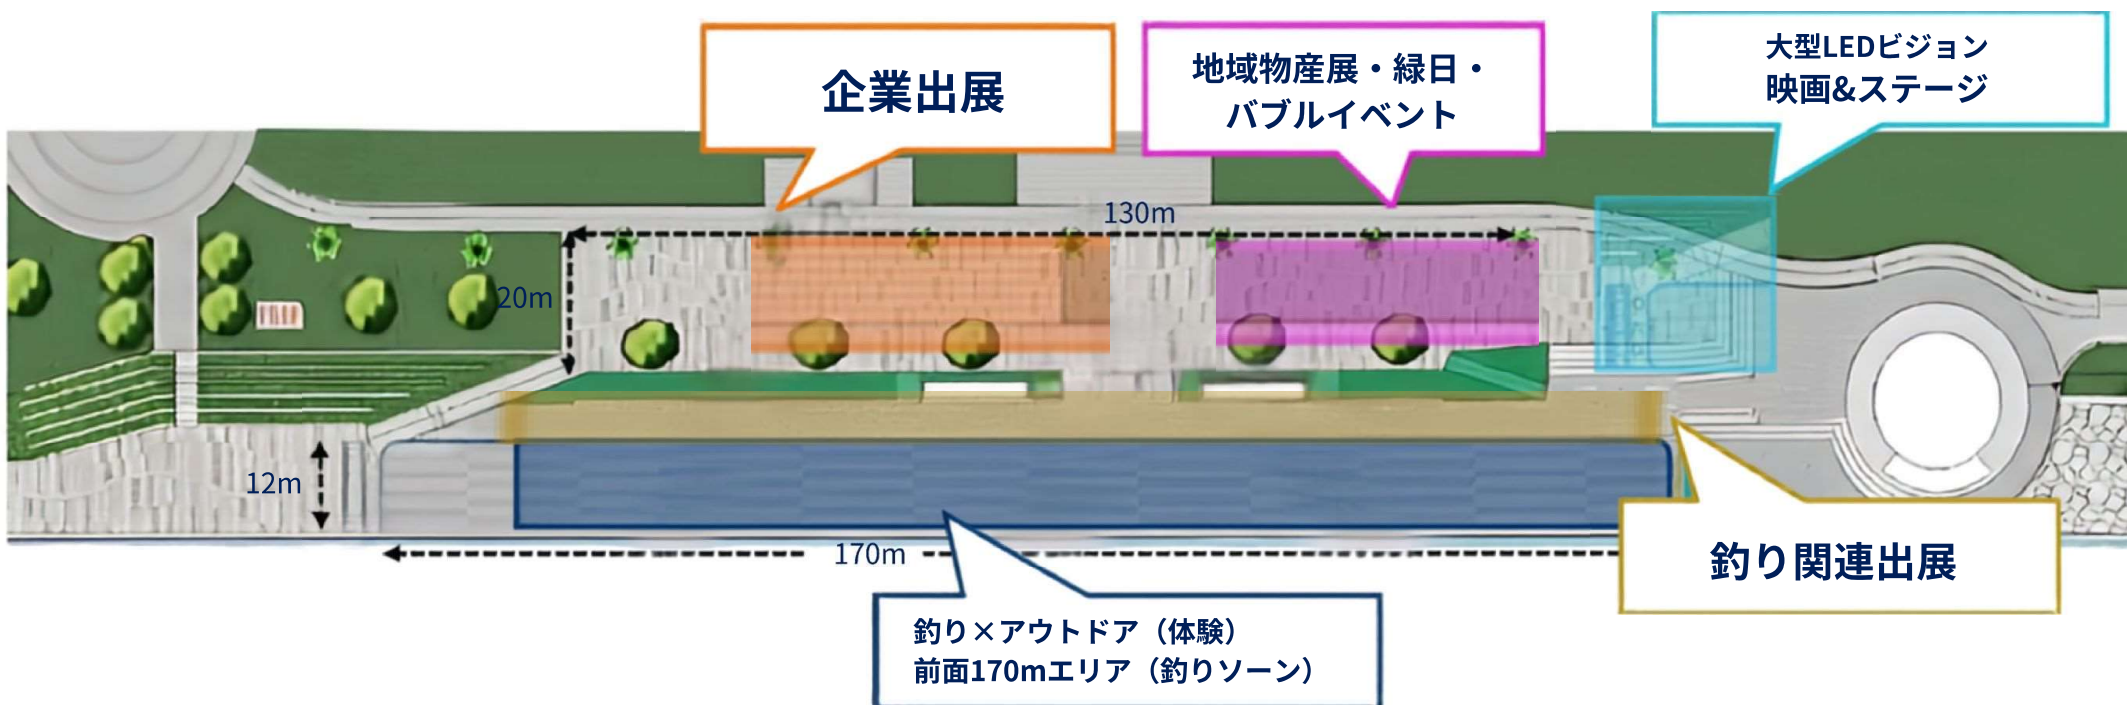 企業出展
地域物産展・緑日・
バブルイベント
大型LEDビジョン
映画&ステージ
130m
20m
12m
170m
釣り関連出展
釣り×アウトドア（体験）
前面170mエリア（釣りソーン）